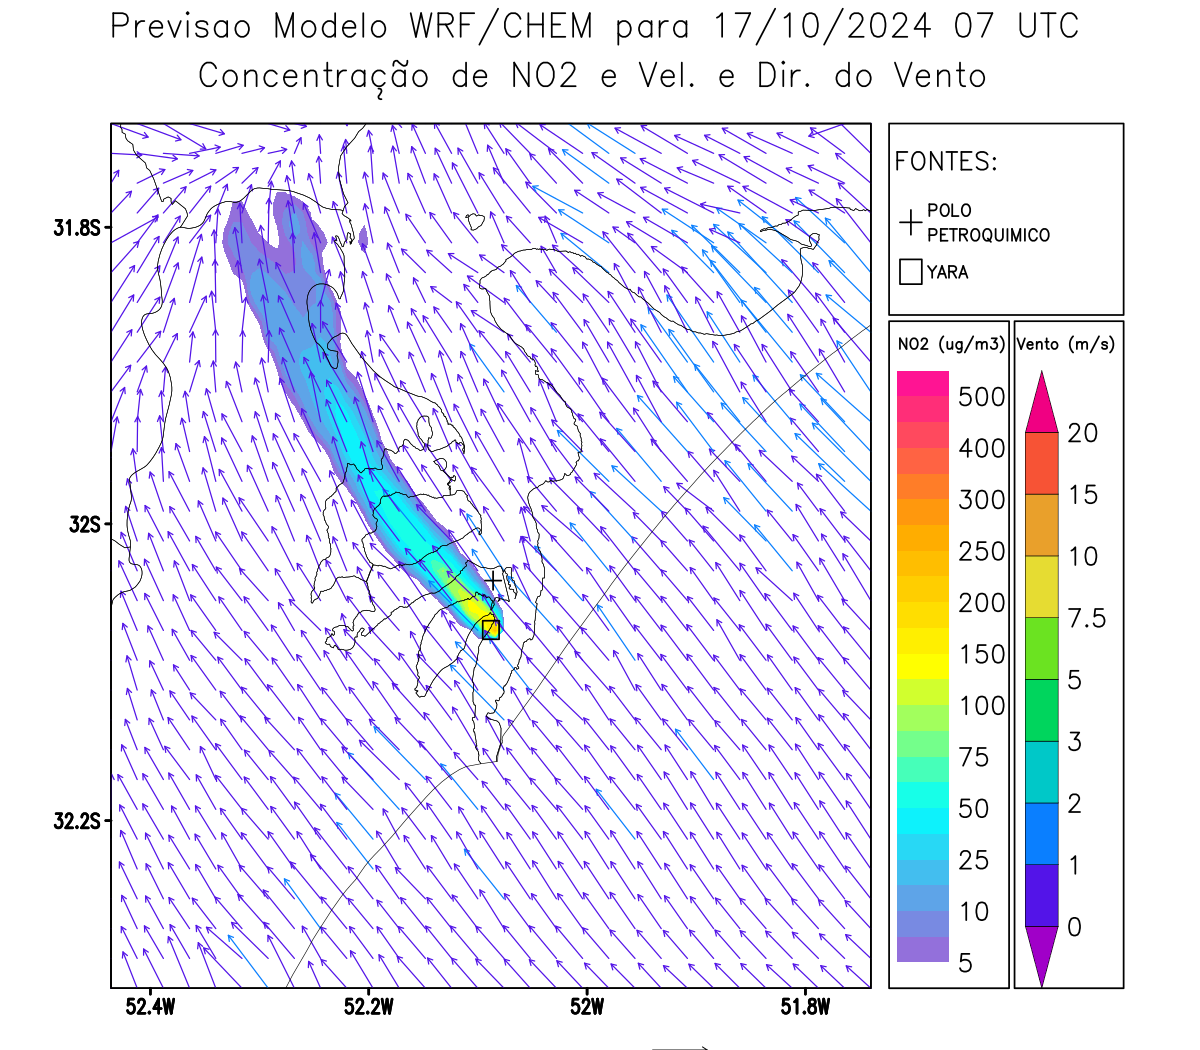 Previsao Modelo WRF/CHEM para 17/10/2024 07 UTC
Concentração de NO2 e Vel. e Dir. do Vento
FONTES:
POLO
PETROQUIMICO
YARA
31.8S
32S
32.2S
52.4W
52.2W
52W
51.8W
NO2 (ug/m3)
500
400
300
250
200
150
100
75
50
25
10
5
Vento (m/s)
20
15
10
7.5
5
3
2
1
0